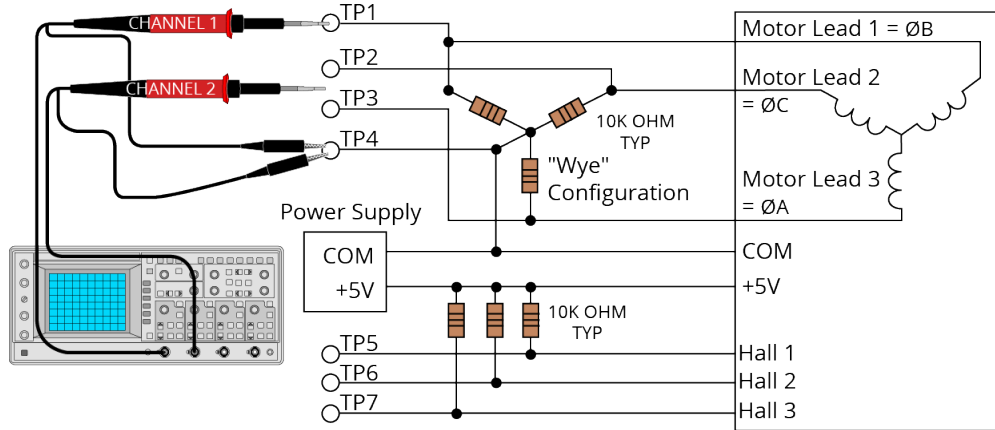 CHANNEL 1
TP1
Motor Lead 1 = ØB
TP2
CHANNEL 2
Motor Lead 2
= ØC
TP3
10K OHM
TYP
TP4
"Wye"
Configuration
Motor Lead 3
= ØA
Power Supply
COM
COM
+5V
+5V
10K OHM
TYP
TP5
Hall 1
TP6
Hall 2
TP7
Hall 3